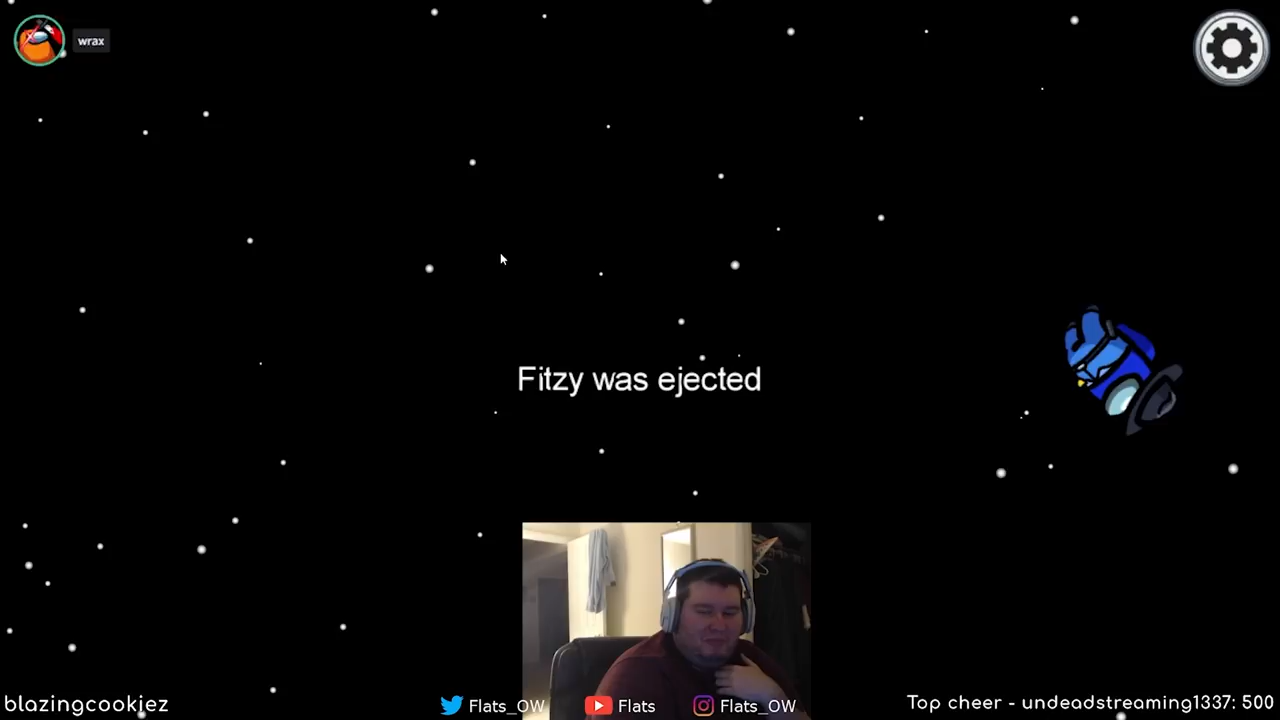 wrax
Fitzy was ejected
blazingcookiez
Flats_OW
Flats
Flats_OW
Top cheer - undeadstreaming1337: 500